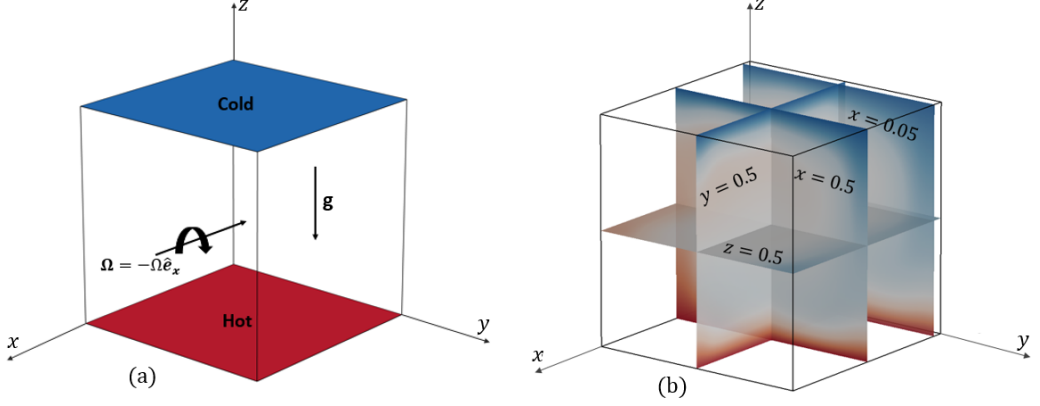 z
Cold
g
Ω = −Ωê_x
Hot
x
y
(a)
z
x = 0.05
y = 0.5
x = 0.5
z = 0.5
x
y
(b)